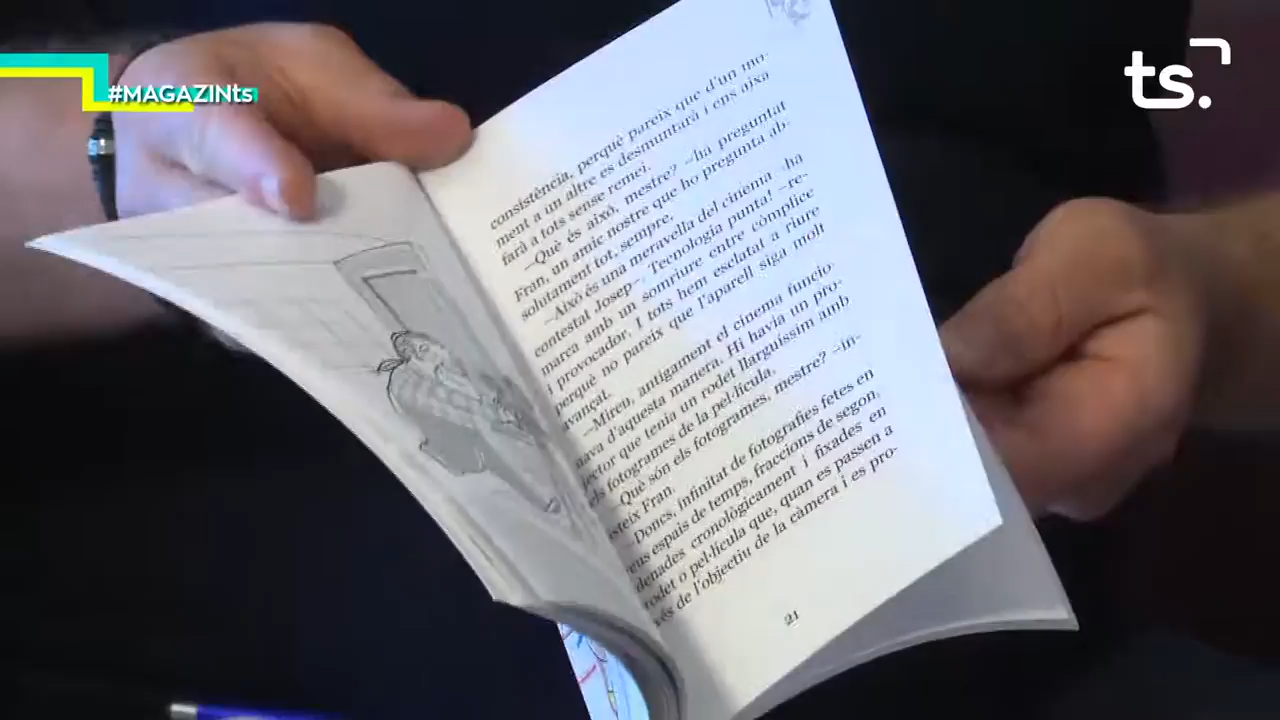 #MAGAZINts
ts.
consistència, perquè pareix que d'un mo-
ment a un altre es desmuntarà i ens dixa
farà a tots sense remei.
–Què és això, mestre? –ha preguntat
Fran, un amic nostre que ho pregunta ab-
solutament tot, sempre.
–Això és una meravella del cinema –ha
contestat Josep–. Tecnologia punta! –re-
marca amb un somriure entre còmplice
i provocador. I tots hem esclatat a riure
perquè no pareix que l'aparell siga molt
avançat.
–Mireu, antigament el cinema funcio-
nava d'aquesta manera. Hi havia un pro-
jector que tenia un rodet llarguíssim amb
els fotogrames de la pel·lícula.
–Què són els fotogrames, mestre? –in-
steix Fran.
–Doncs, infinitat de fotografies fetes en
reus espais de temps, fraccions de segon,
denades cronològicament i fixades en
rodet o pel·lícula que, quan es passen a
vés de l'objectiu de la càmera i es pro-
21